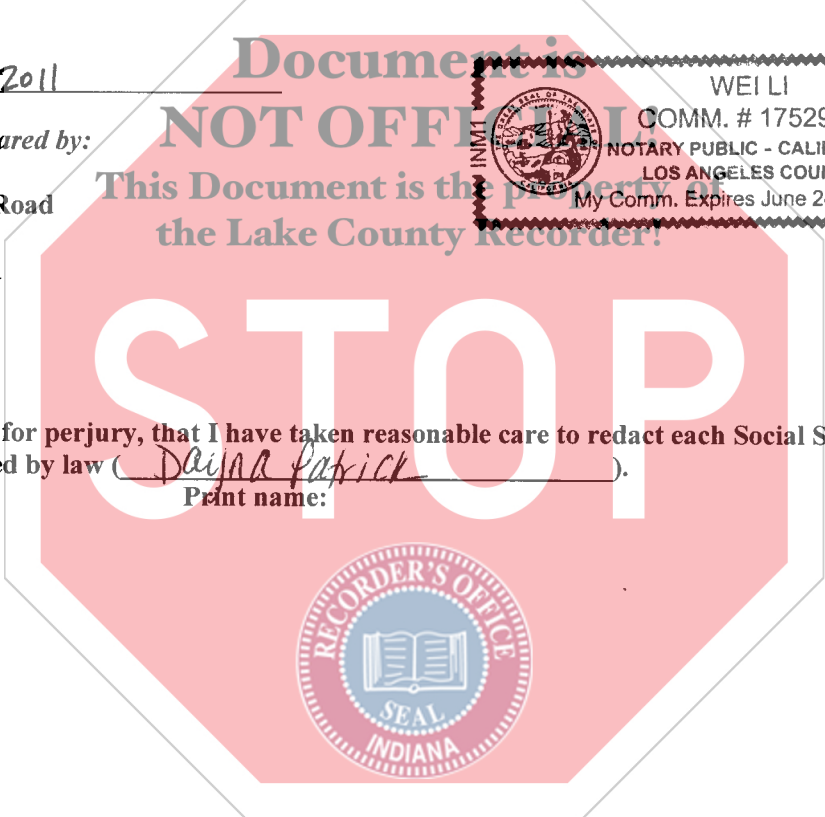 2011
Document is
NOT OFFICIAL!
This Document is the property of
the Lake County Recorder!
WEI LI
COMM. # 17529
NOTARY PUBLIC - CALI
LOS ANGELES COU
My Comm. Expires June 2
INMT
ared by:
Road
STOP
for perjury, that I have taken reasonable care to redact each Social S
ed by law ( Dayna Patrick ).
Print name:
RECORDER'S OFFICE
SEAL
INDIANA